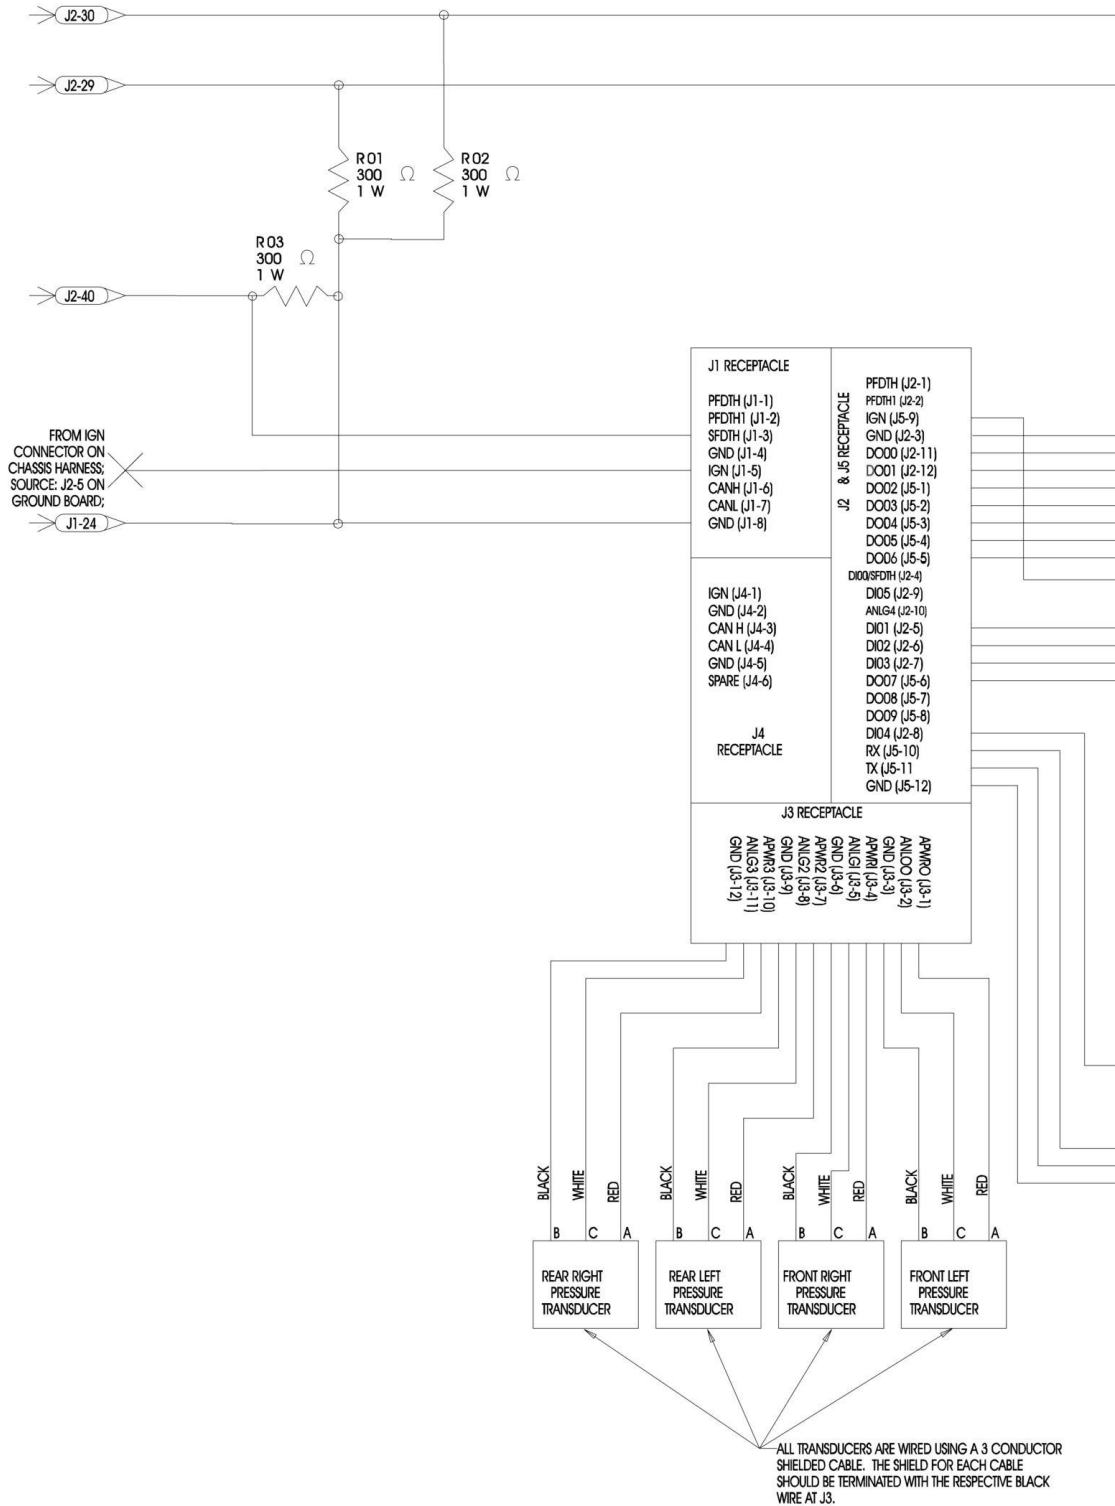 J2-30
J2-29
R01
300 Ω
1 W
R02
300 Ω
1 W
R03
300 Ω
1 W
J2-40
FROM IGN
CONNECTOR ON
CHASSIS HARNESS;
SOURCE: J2-5 ON
GROUND BOARD;
J1-24
J1 RECEPTACLE
PFDTH (J1-1)
PFDTH1 (J1-2)
SFDTH (J1-3)
GND (J1-4)
IGN (J1-5)
CANH (J1-6)
CANL (J1-7)
GND (J1-8)
IGN (J4-1)
GND (J4-2)
CAN H (J4-3)
CAN L (J4-4)
GND (J4-5)
SPARE (J4-6)
J4
RECEPTACLE
J2 & J5 RECEPTACLE
PFDTH (J2-1)
PFDTH1 (J2-2)
IGN (J5-9)
GND (J2-3)
DO00 (J2-11)
DO01 (J2-12)
DO02 (J5-1)
DO03 (J5-2)
DO04 (J5-3)
DO05 (J5-4)
DO06 (J5-5)
DI00/SFDTH (J2-4)
DI05 (J2-9)
ANLG4 (J2-10)
DI01 (J2-5)
DI02 (J2-6)
DI03 (J2-7)
DO07 (J5-6)
DO08 (J5-7)
DO09 (J5-8)
DI04 (J2-8)
RX (J5-10)
TX (J5-11
GND (J5-12)
J3 RECEPTACLE
GND (J3-12)
ANLG3 (J3-11)
APWR3 (J3-10)
GND (J3-9)
ANLG2 (J3-8)
APWR2 (J3-7)
GND (J3-6)
ANLGI (J3-5)
APWRI (J3-4)
GND (J3-3)
ANLOO (J3-2)
APWRO (J3-1)
BLACK
WHITE
RED
BLACK
WHITE
RED
BLACK
WHITE
RED
BLACK
WHITE
RED
B C A
B C A
B C A
B C A
REAR RIGHT
PRESSURE
TRANSDUCER
REAR LEFT
PRESSURE
TRANSDUCER
FRONT RIGHT
PRESSURE
TRANSDUCER
FRONT LEFT
PRESSURE
TRANSDUCER
ALL TRANSDUCERS ARE WIRED USING A 3 CONDUCTOR
SHIELDED CABLE. THE SHIELD FOR EACH CABLE
SHOULD BE TERMINATED WITH THE RESPECTIVE BLACK
WIRE AT J3.